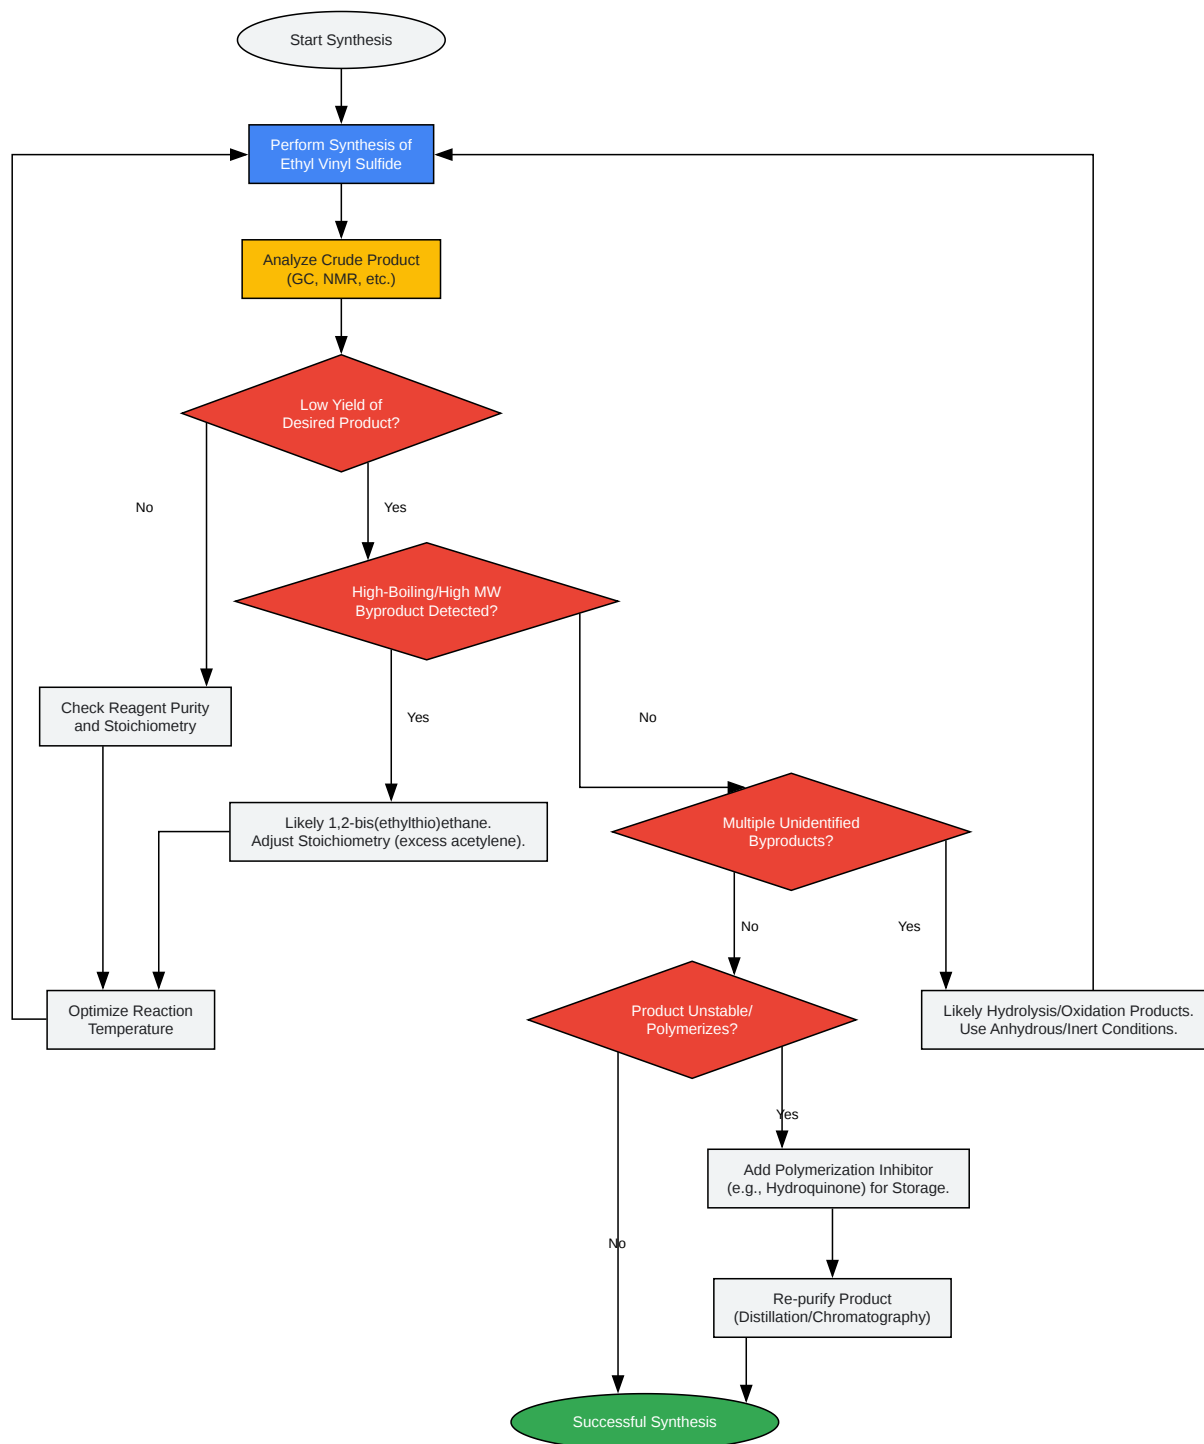 Start Synthesis
Perform Synthesis of
Ethyl Vinyl Sulfide
Analyze Crude Product
(GC, NMR, etc.)
Low Yield of
Desired Product?
No
Yes
High-Boiling/High MW
Byproduct Detected?
Check Reagent Purity
and Stoichiometry
Yes
No
Likely 1,2-bis(ethylthio)ethane.
Adjust Stoichiometry (excess acetylene).
Multiple Unidentified
Byproducts?
No
Yes
Optimize Reaction
Temperature
Product Unstable/
Polymerizes?
Likely Hydrolysis/Oxidation Products.
Use Anhydrous/Inert Conditions.
Yes
Add Polymerization Inhibitor
(e.g., Hydroquinone) for Storage.
No
Re-purify Product
(Distillation/Chromatography)
Successful Synthesis